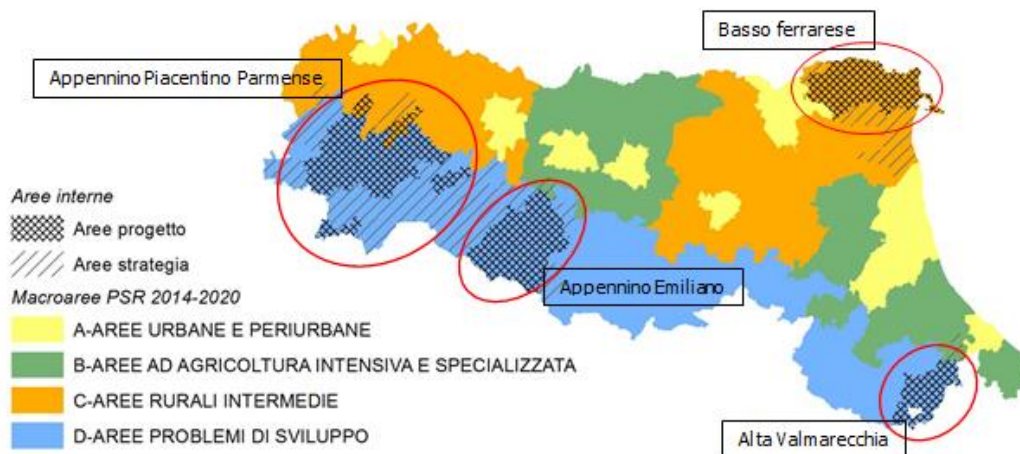 Basso ferrarese
Appennino Piacentino Parmense
Aree interne
Aree progetto
Aree strategia
Appennino Emiliano
Macroaree PSR 2014-2020
A-AREE URBANE E PERIURBANE
B-AREE AD AGRICOLTURA INTENSIVA E SPECIALIZZATA
C-AREE RURALI INTERMEDIE
D-AREE PROBLEMI DI SVILUPPO
Alta Valmarecchia